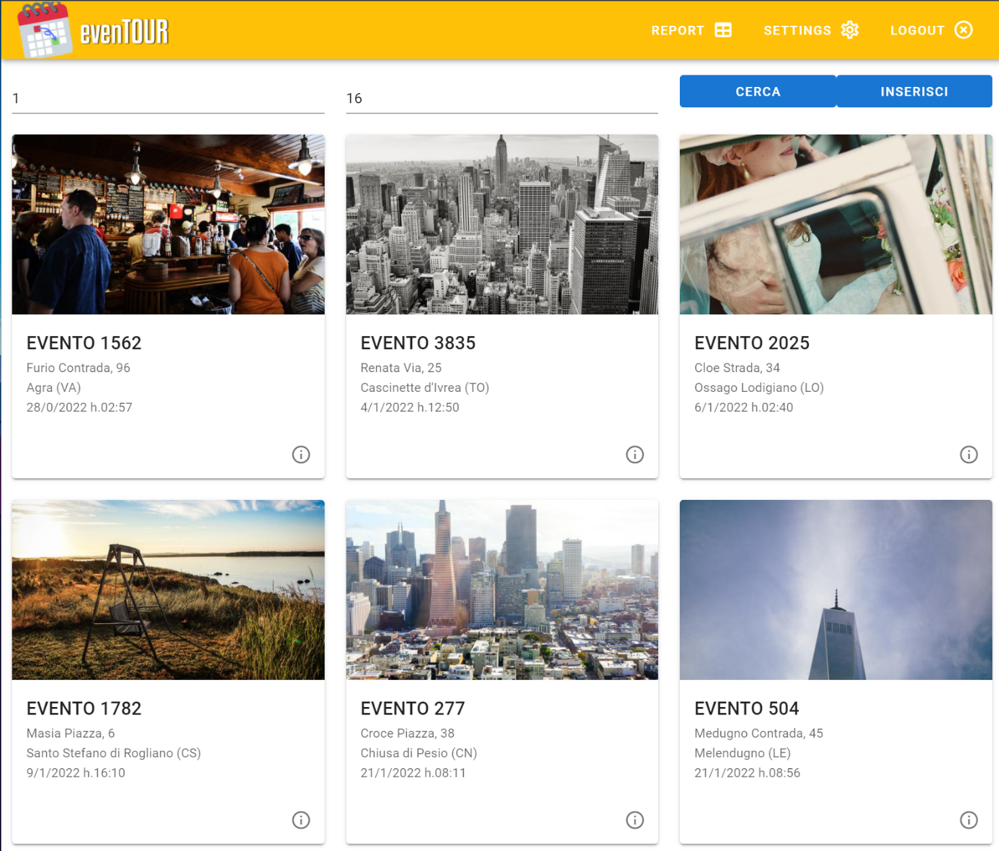 evenTOUR
REPORT
SETTINGS
LOGOUT
1
16
CERCA
INSERISCI
EVENTO 1562
Furio Contrada, 96
Agra (VA)
28/0/2022 h.02:57
EVENTO 3835
Renata Via, 25
Cascinette d'Ivrea (TO)
4/1/2022 h.12:50
EVENTO 2025
Cloe Strada, 34
Ossago Lodigiano (LO)
6/1/2022 h.02:40
EVENTO 1782
Masia Piazza, 6
Santo Stefano di Rogliano (CS)
9/1/2022 h.16:10
EVENTO 277
Croce Piazza, 38
Chiusa di Pesio (CN)
21/1/2022 h.08:11
EVENTO 504
Medugno Contrada, 45
Melendugno (LE)
21/1/2022 h.08:56